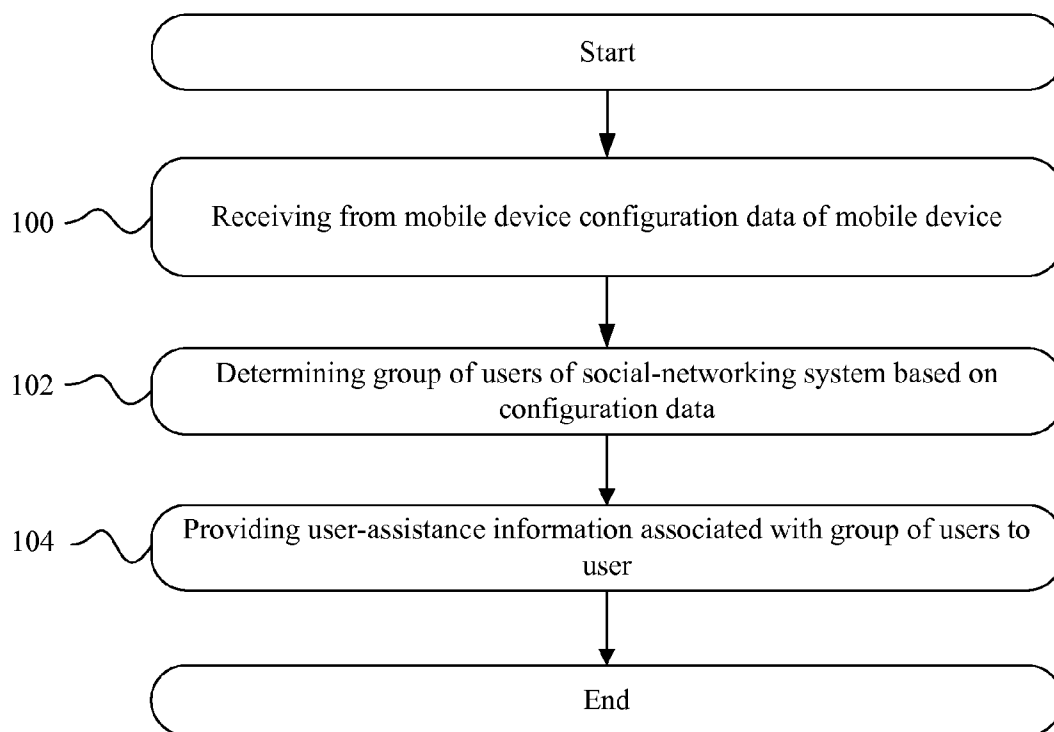 Start
100
Receiving from mobile device configuration data of mobile device
102
Determining group of users of social-networking system based on
configuration data
104
Providing user-assistance information associated with group of users to
user
End